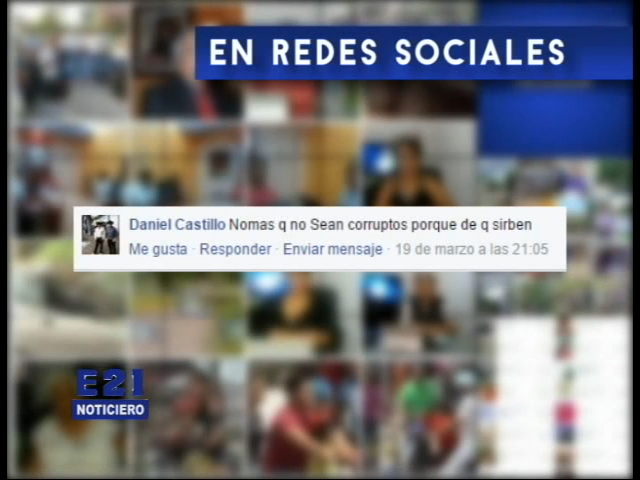 EN REDES SOCIALES
Daniel Castillo Nomas q no Sean corruptos porque de q sirben
Me gusta · Responder · Enviar mensaje · 19 de marzo a las 21:05
E21
NOTICIERO